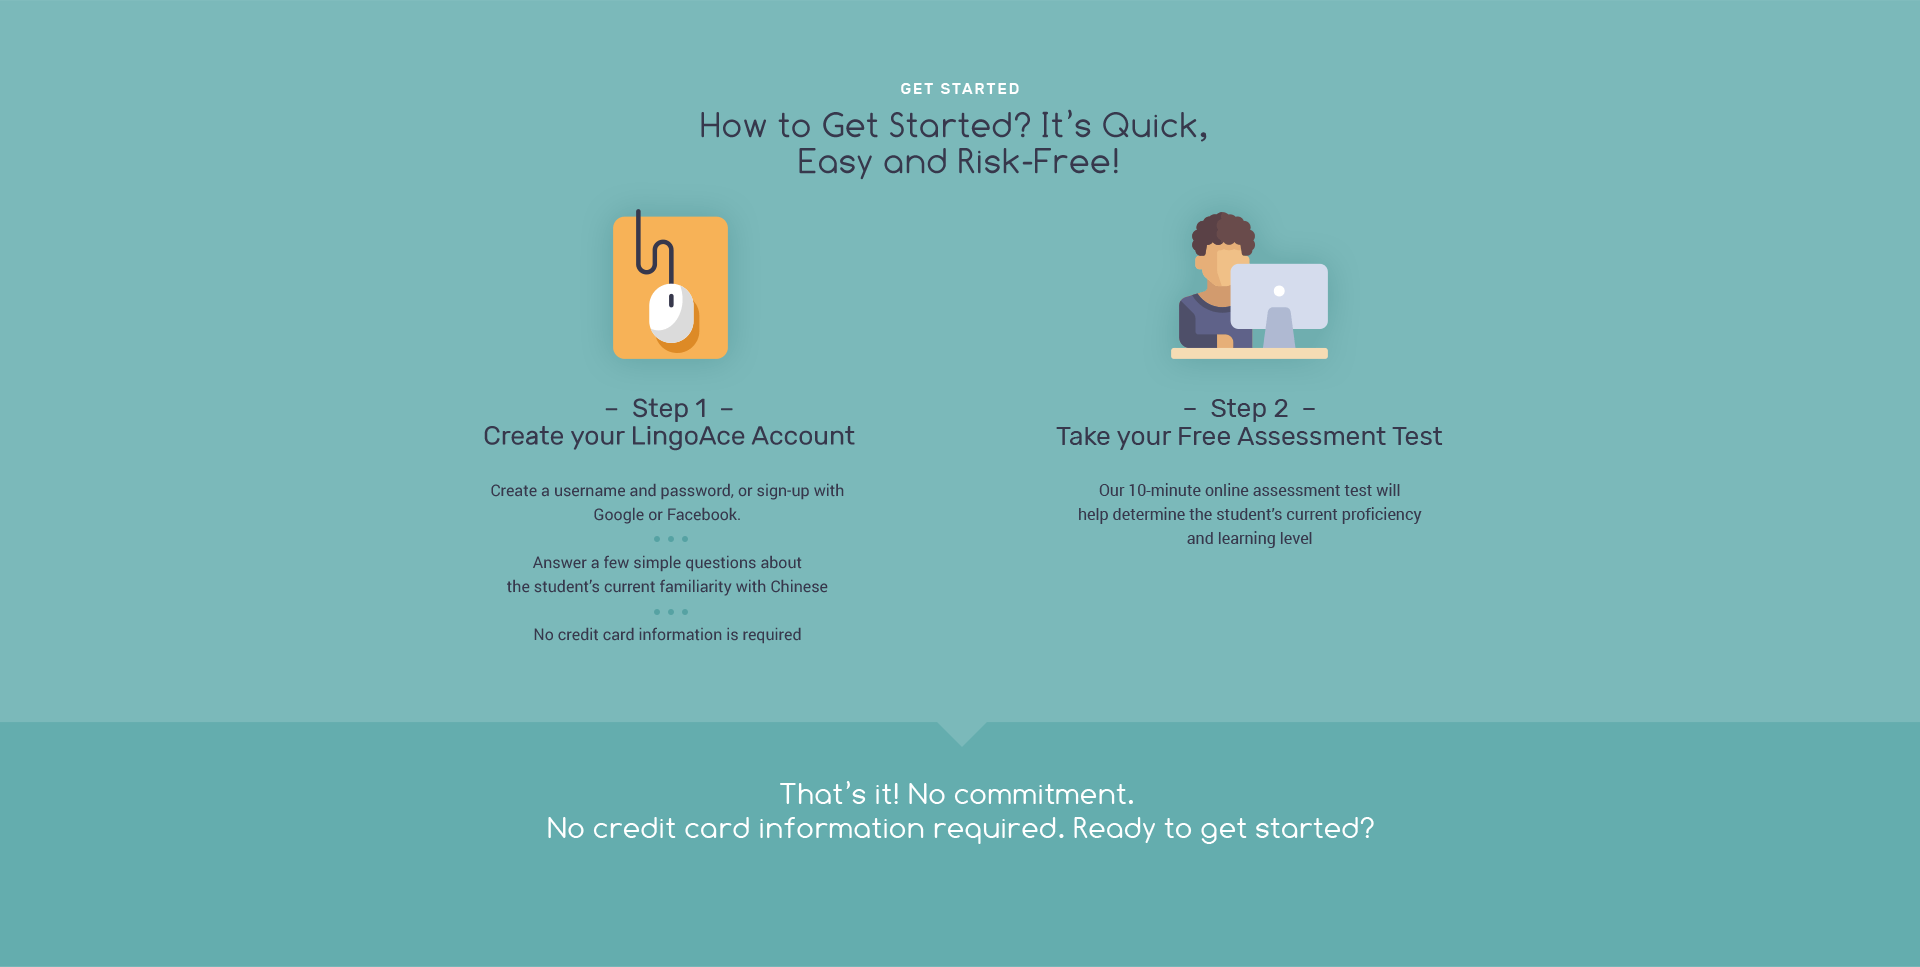 GET STARTED
How to Get Started? It’s Quick,
Easy and Risk-Free!
– Step 1 –
Create your LingoAce Account
Create a username and password, or sign-up with
Google or Facebook.
Answer a few simple questions about
the student’s current familiarity with Chinese
No credit card information is required
– Step 2 –
Take your Free Assessment Test
Our 10-minute online assessment test will
help determine the student’s current proficiency
and learning level
That’s it! No commitment.
No credit card information required. Ready to get started?